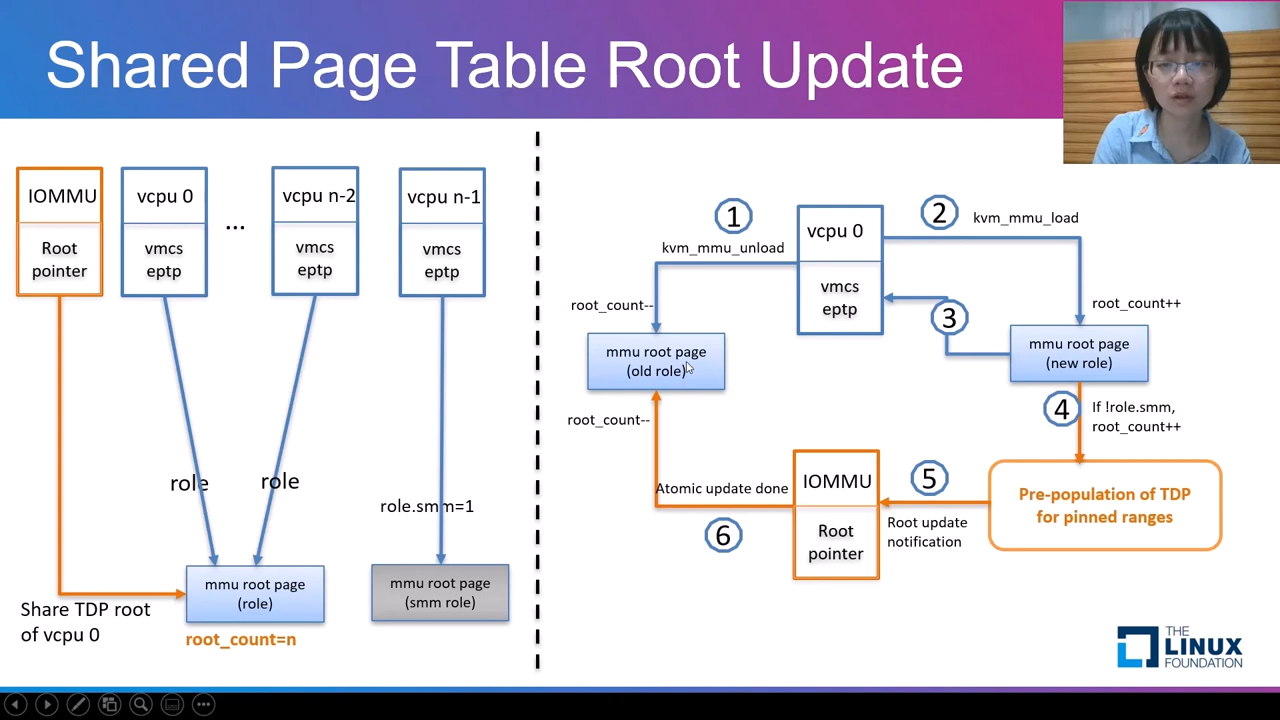 Shared Page Table Root Update
IOMMU
Root
pointer
vcpu 0
vmcs
eptp
...
vcpu n-2
vmcs
eptp
vcpu n-1
vmcs
eptp
role
role
role.smm=1
mmu root page
(role)
mmu root page
(smm role)
Share TDP root
of vcpu 0
root_count=n
1
kvm_mmu_unload
vcpu 0
vmcs
eptp
2
kvm_mmu_load
root_count--
root_count++
3
mmu root page
(old role)
mmu root page
(new role)
4
If !role.smm,
root_count++
root_count--
Pre-population of TDP
for pinned ranges
5
Root update
notification
IOMMU
Root
pointer
Atomic update done
6
THE
LINUX
FOUNDATION